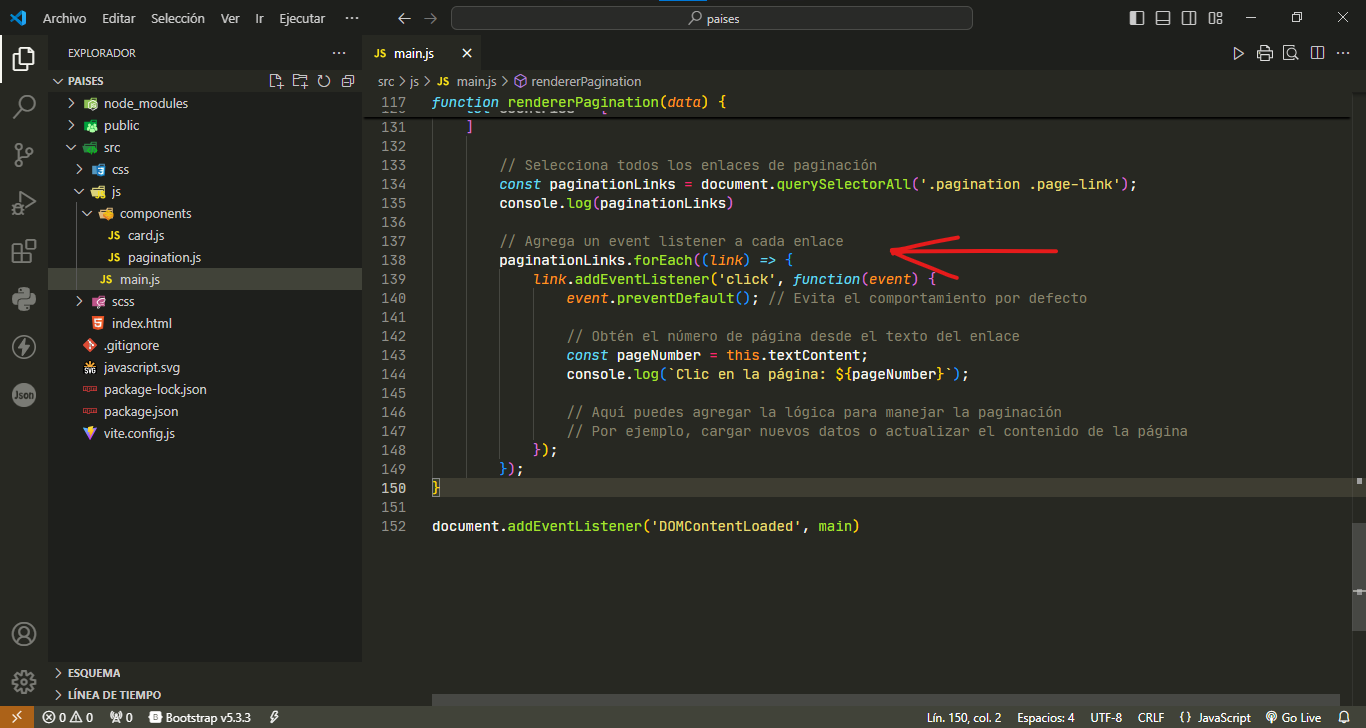 Archivo Editar Selección Ver Ir Ejecutar ··· paises
EXPLORADOR ···
PAISES
node_modules
public
src
css
js
components
JS card.js
JS pagination.js
JS main.js
scss
index.html
.gitignore
javascript.svg
package-lock.json
package.json
vite.config.js
ESQUEMA
LÍNEA DE TIEMPO
JS main.js
src > js > JS main.js > rendererPagination
117 function rendererPagination(data) {
131 ]
132
133 // Selecciona todos los enlaces de paginación
134 const paginationLinks = document.querySelectorAll('.pagination .page-link');
135 console.log(paginationLinks)
136
137 // Agrega un event listener a cada enlace
138 paginationLinks.forEach((link) => {
139 link.addEventListener('click', function(event) {
140 event.preventDefault(); // Evita el comportamiento por defecto
141
142 // Obtén el número de página desde el texto del enlace
143 const pageNumber = this.textContent;
144 console.log(`Clic en la página: ${pageNumber}`);
145
146 // Aquí puedes agregar la lógica para manejar la paginación
147 // Por ejemplo, cargar nuevos datos o actualizar el contenido de la página
148 });
149 });
150 }
151
152 document.addEventListener('DOMContentLoaded', main)
Json
0 0 0 Bootstrap v5.3.3 Lín. 150, col. 2 Espacios: 4 UTF-8 CRLF {} JavaScript Go Live